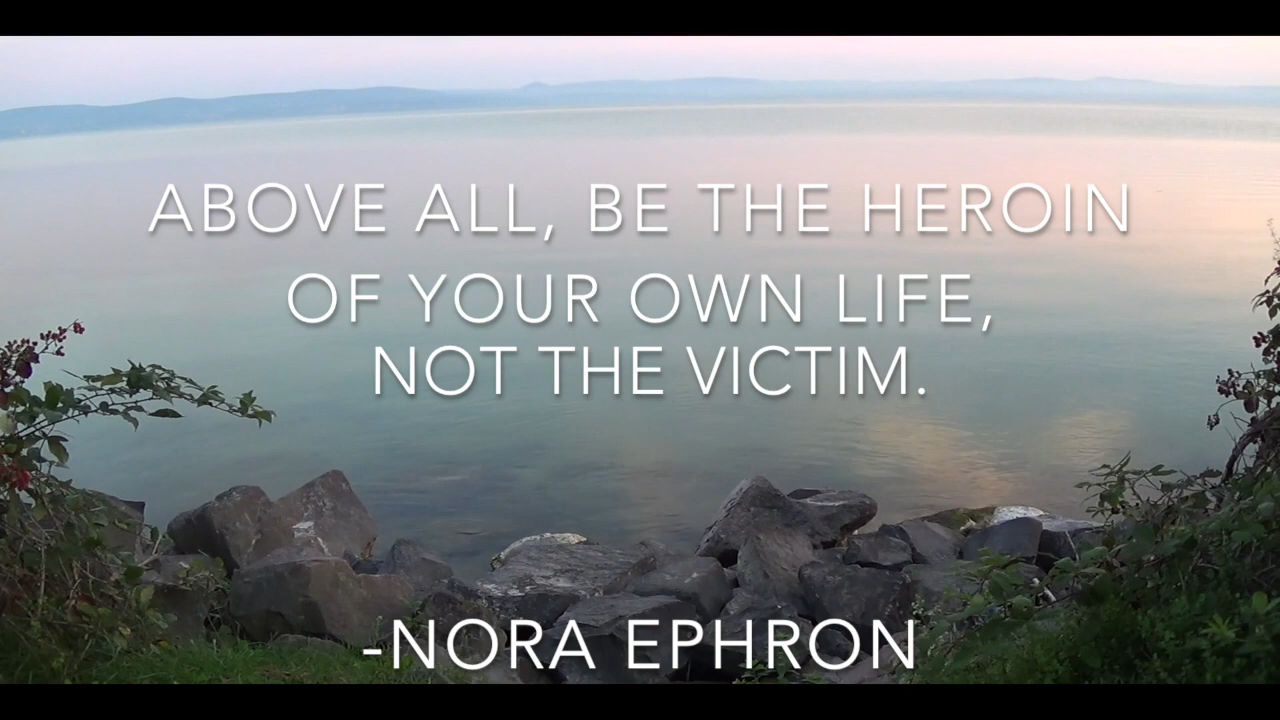 ABOVE ALL, BE THE HEROIN
OF YOUR OWN LIFE,
NOT THE VICTIM.
-NORA EPHRON